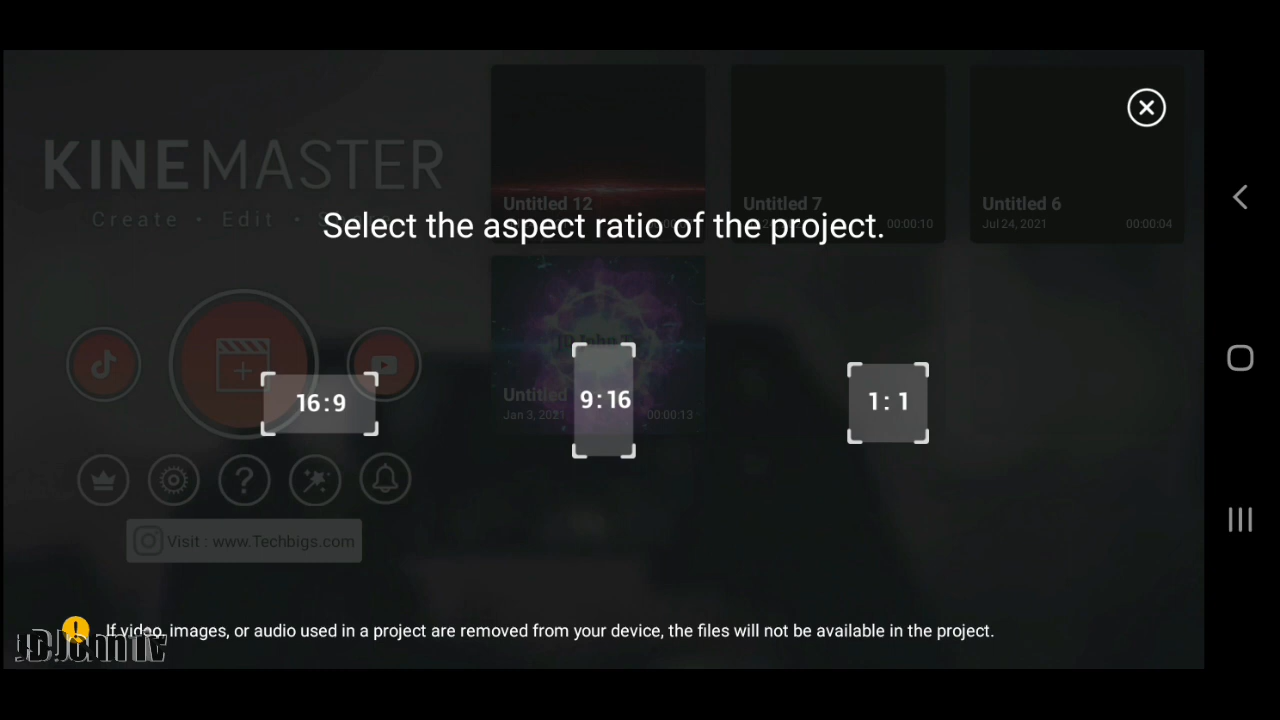 KINEMASTER
Create • Edit •
Untitled 12
Untitled 7
00:00:10
Untitled 6
Jul 24, 2021
00:00:04
Select the aspect ratio of the project.
Untitled
Jan 3, 2021
00:00:13
16:9
9:16
1:1
Visit : www.Techbigs.com
If video, images, or audio used in a project are removed from your device, the files will not be available in the project.
JDJohnTv